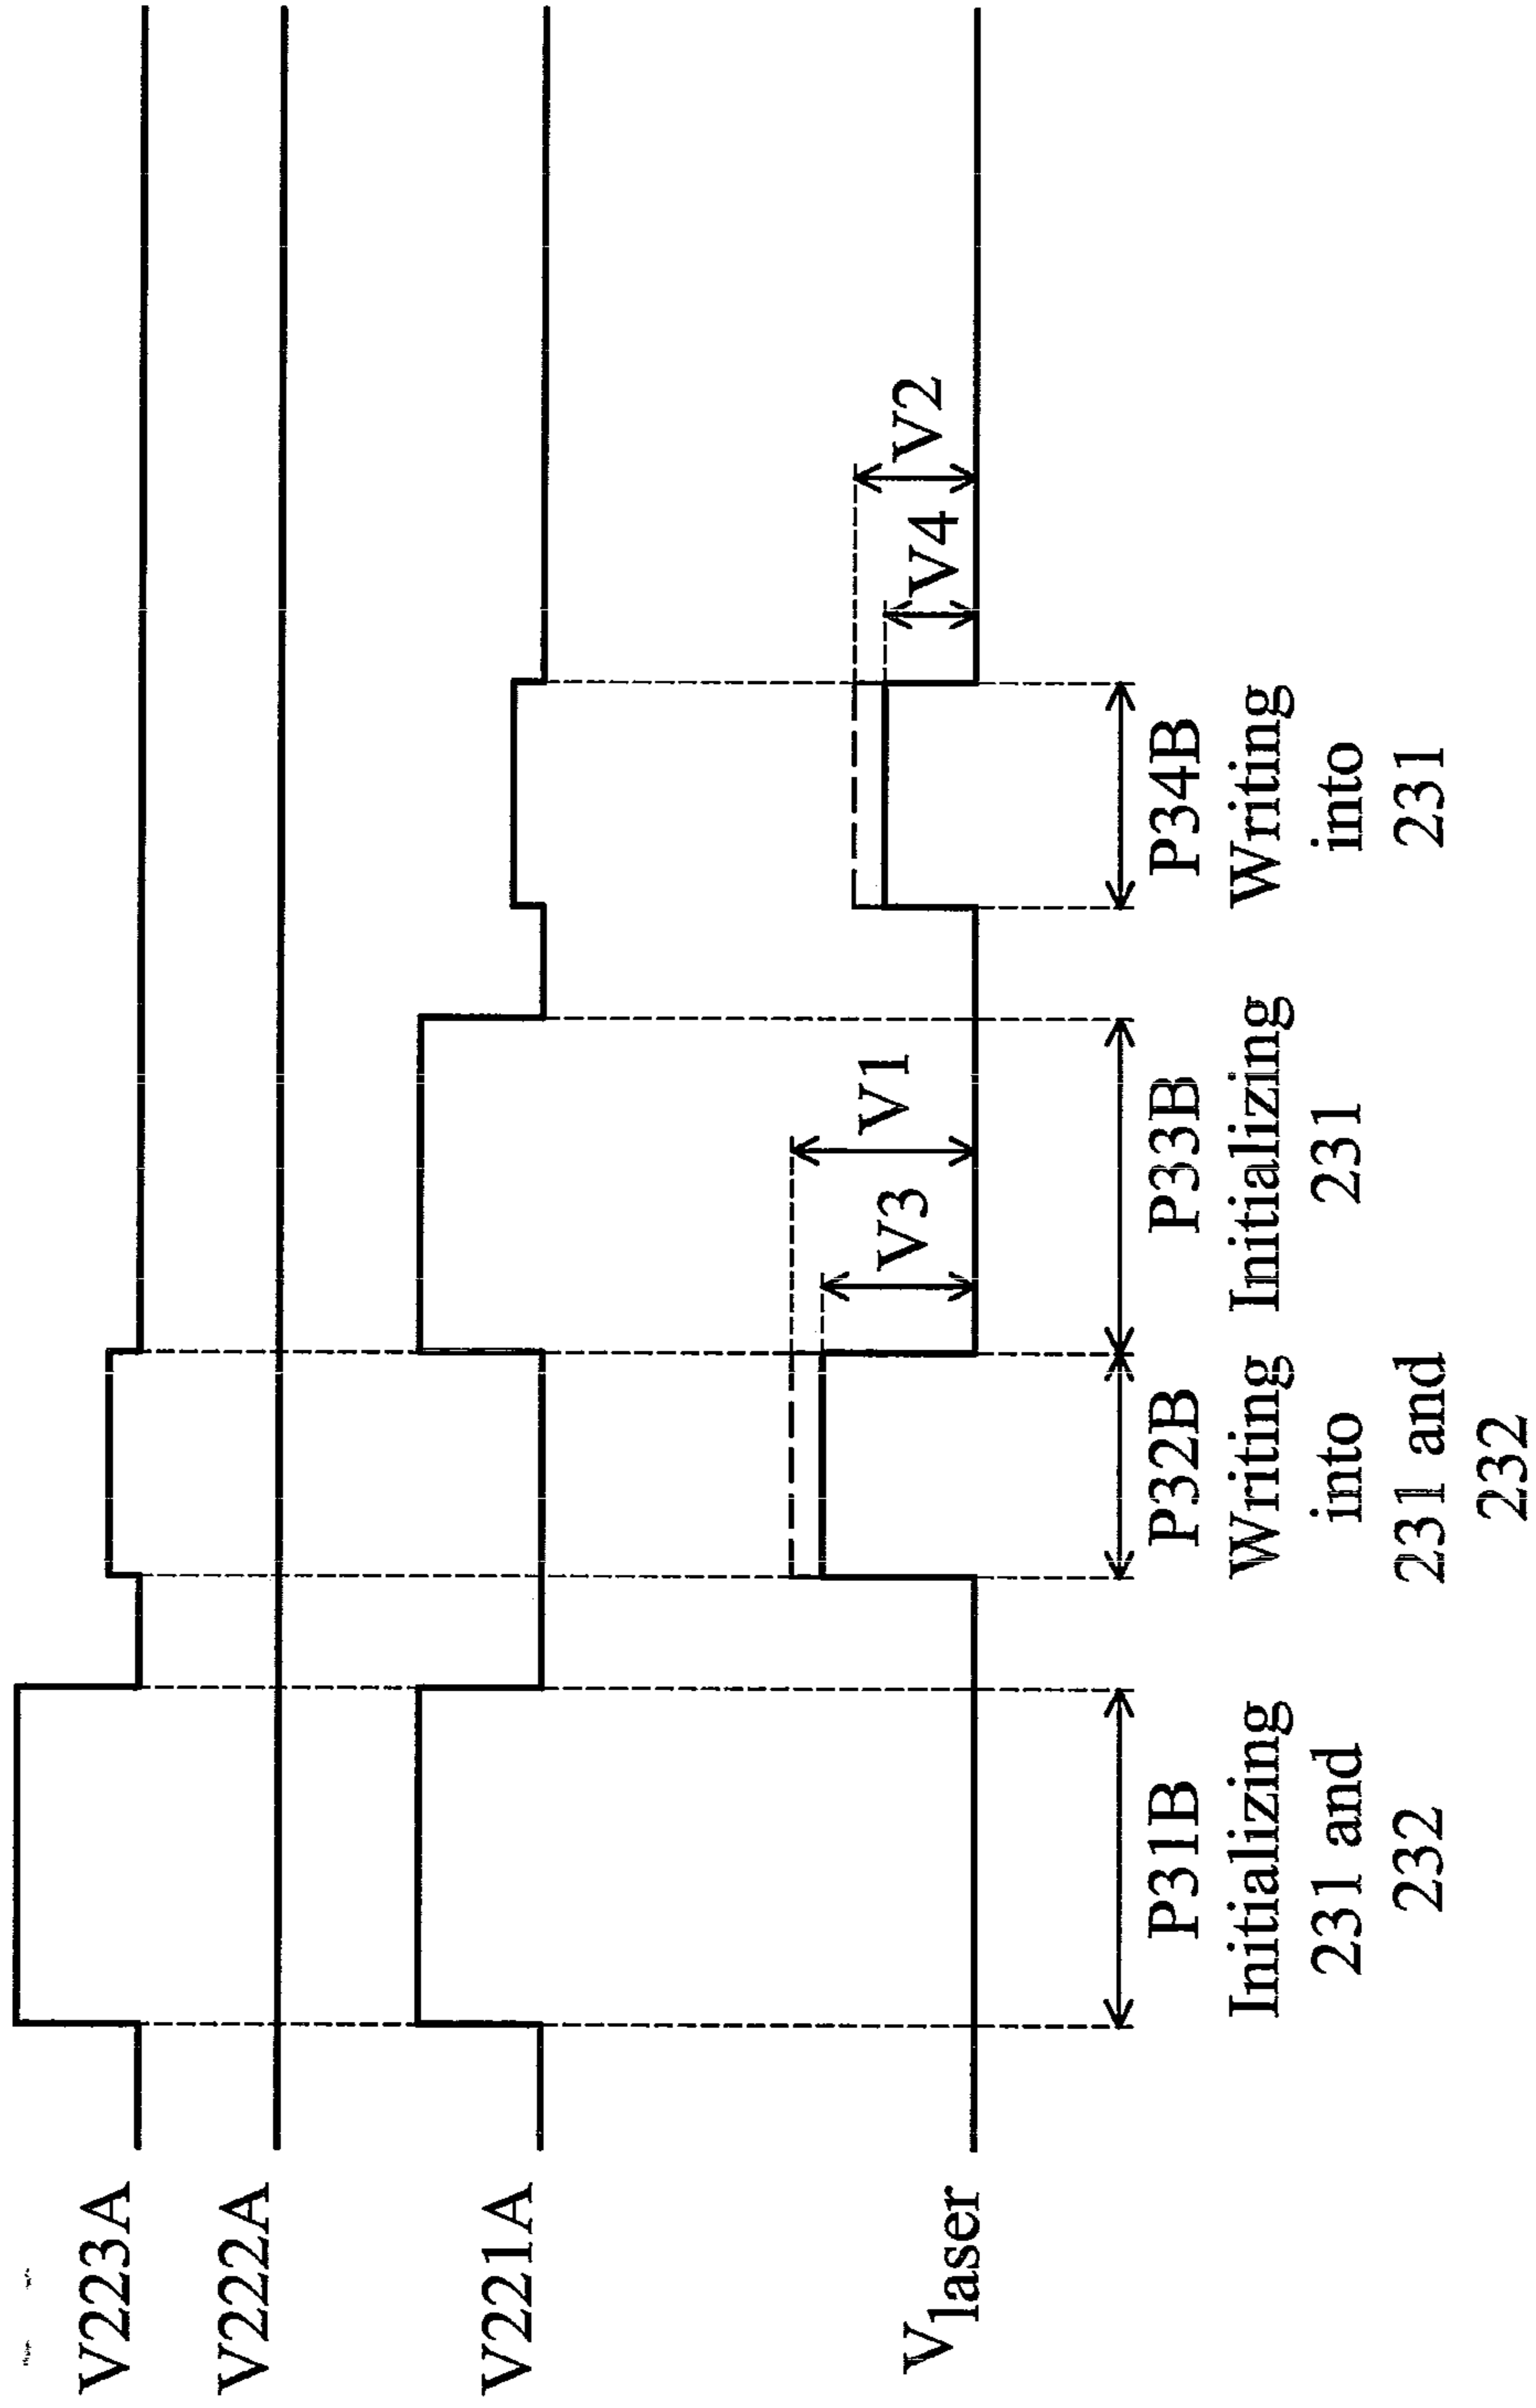 V223A
V222A
V221A
Vlaser
V3
V1
V4
V2
P31B
Initializing
231 and
232
P32B
Writing
into
231 and
232
P33B
Initializing
231
P34B
Writing
into
231